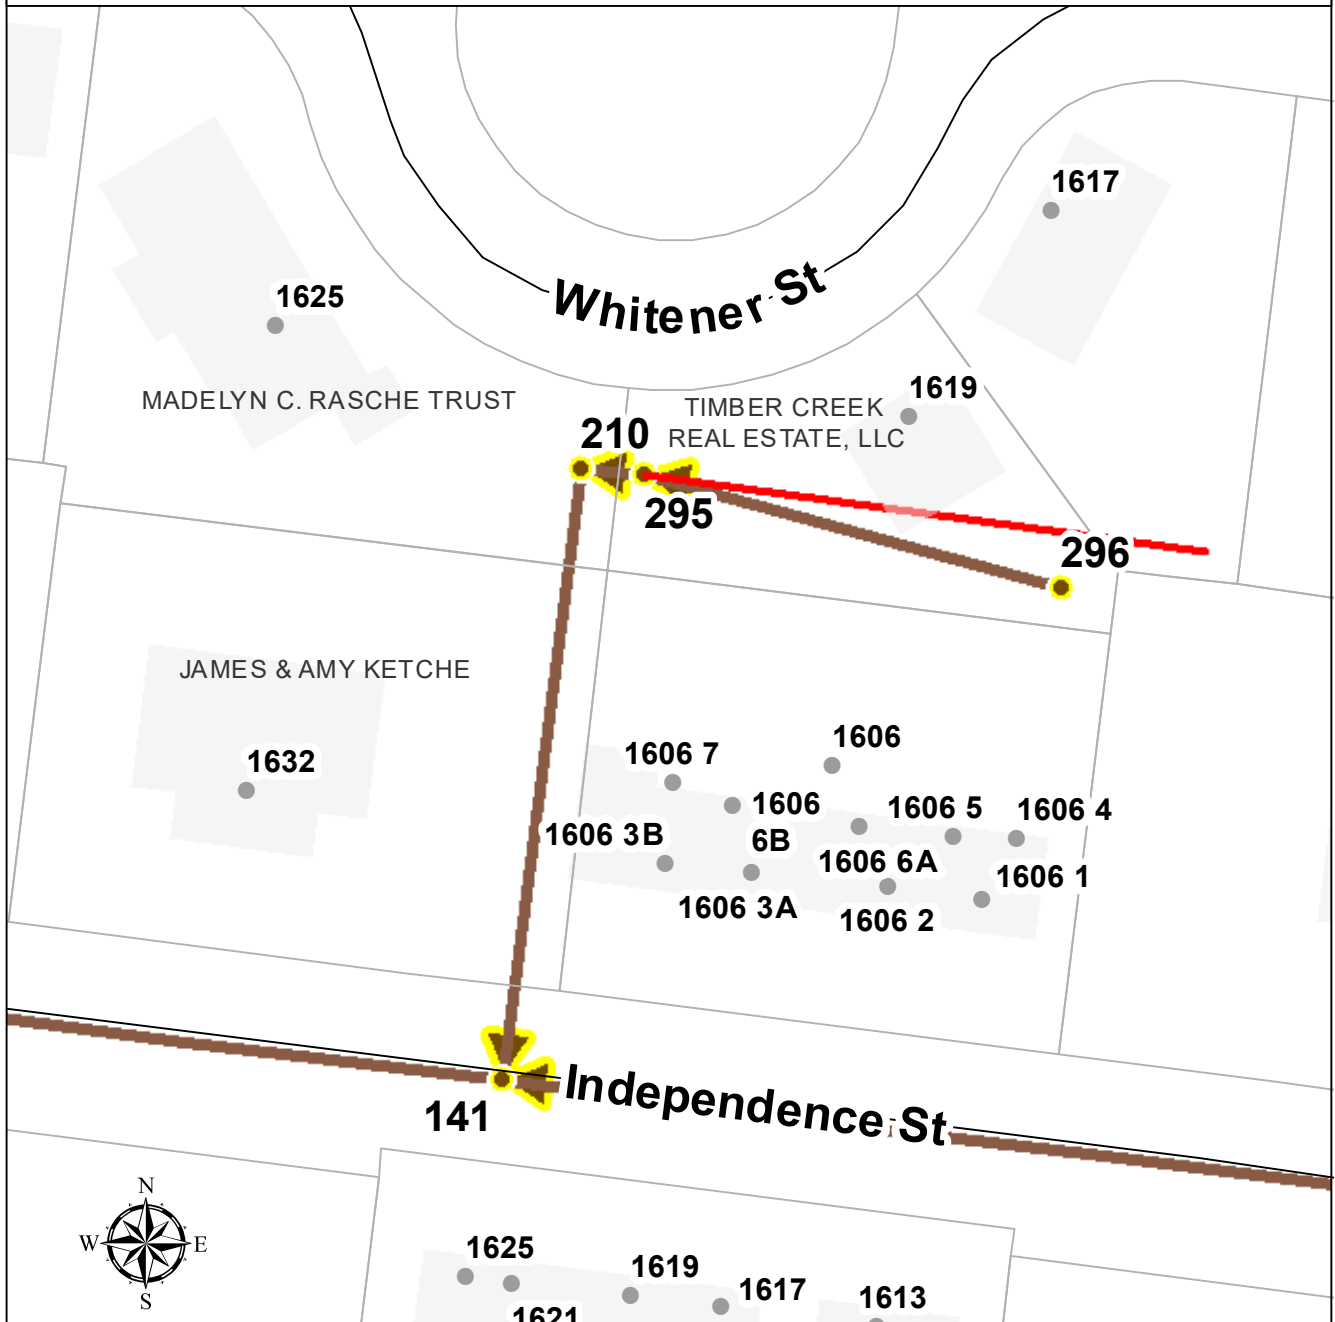 1617
Whitener St
1625
1619
MADELYN C. RASCHE TRUST
TIMBER CREEK
REAL ESTATE, LLC
210
295
296
JAMES & AMY KETCHE
1632
1606 7
1606
1606
6B
1606 5
1606 4
1606 3B
1606 6A
1606 1
1606 3A
1606 2
141
Independence St
N
W
E
S
1625
1621
1619
1617
1613